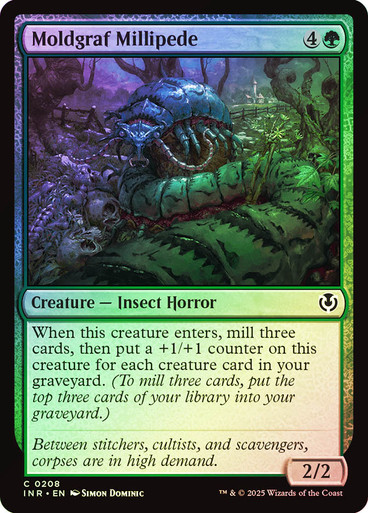 Moldgraf Millipede 4
Creature — Insect Horror
When this creature enters, mill three
cards, then put a +1/+1 counter on this
creature for each creature card in your
graveyard. (To mill three cards, put the
top three cards of your library into your
graveyard.)
Between stitchers, cultists, and scavengers,
corpses are in high demand.
2/2
C 0208
INR • EN Simon Dominic
™ & © 2025 Wizards of the Coast